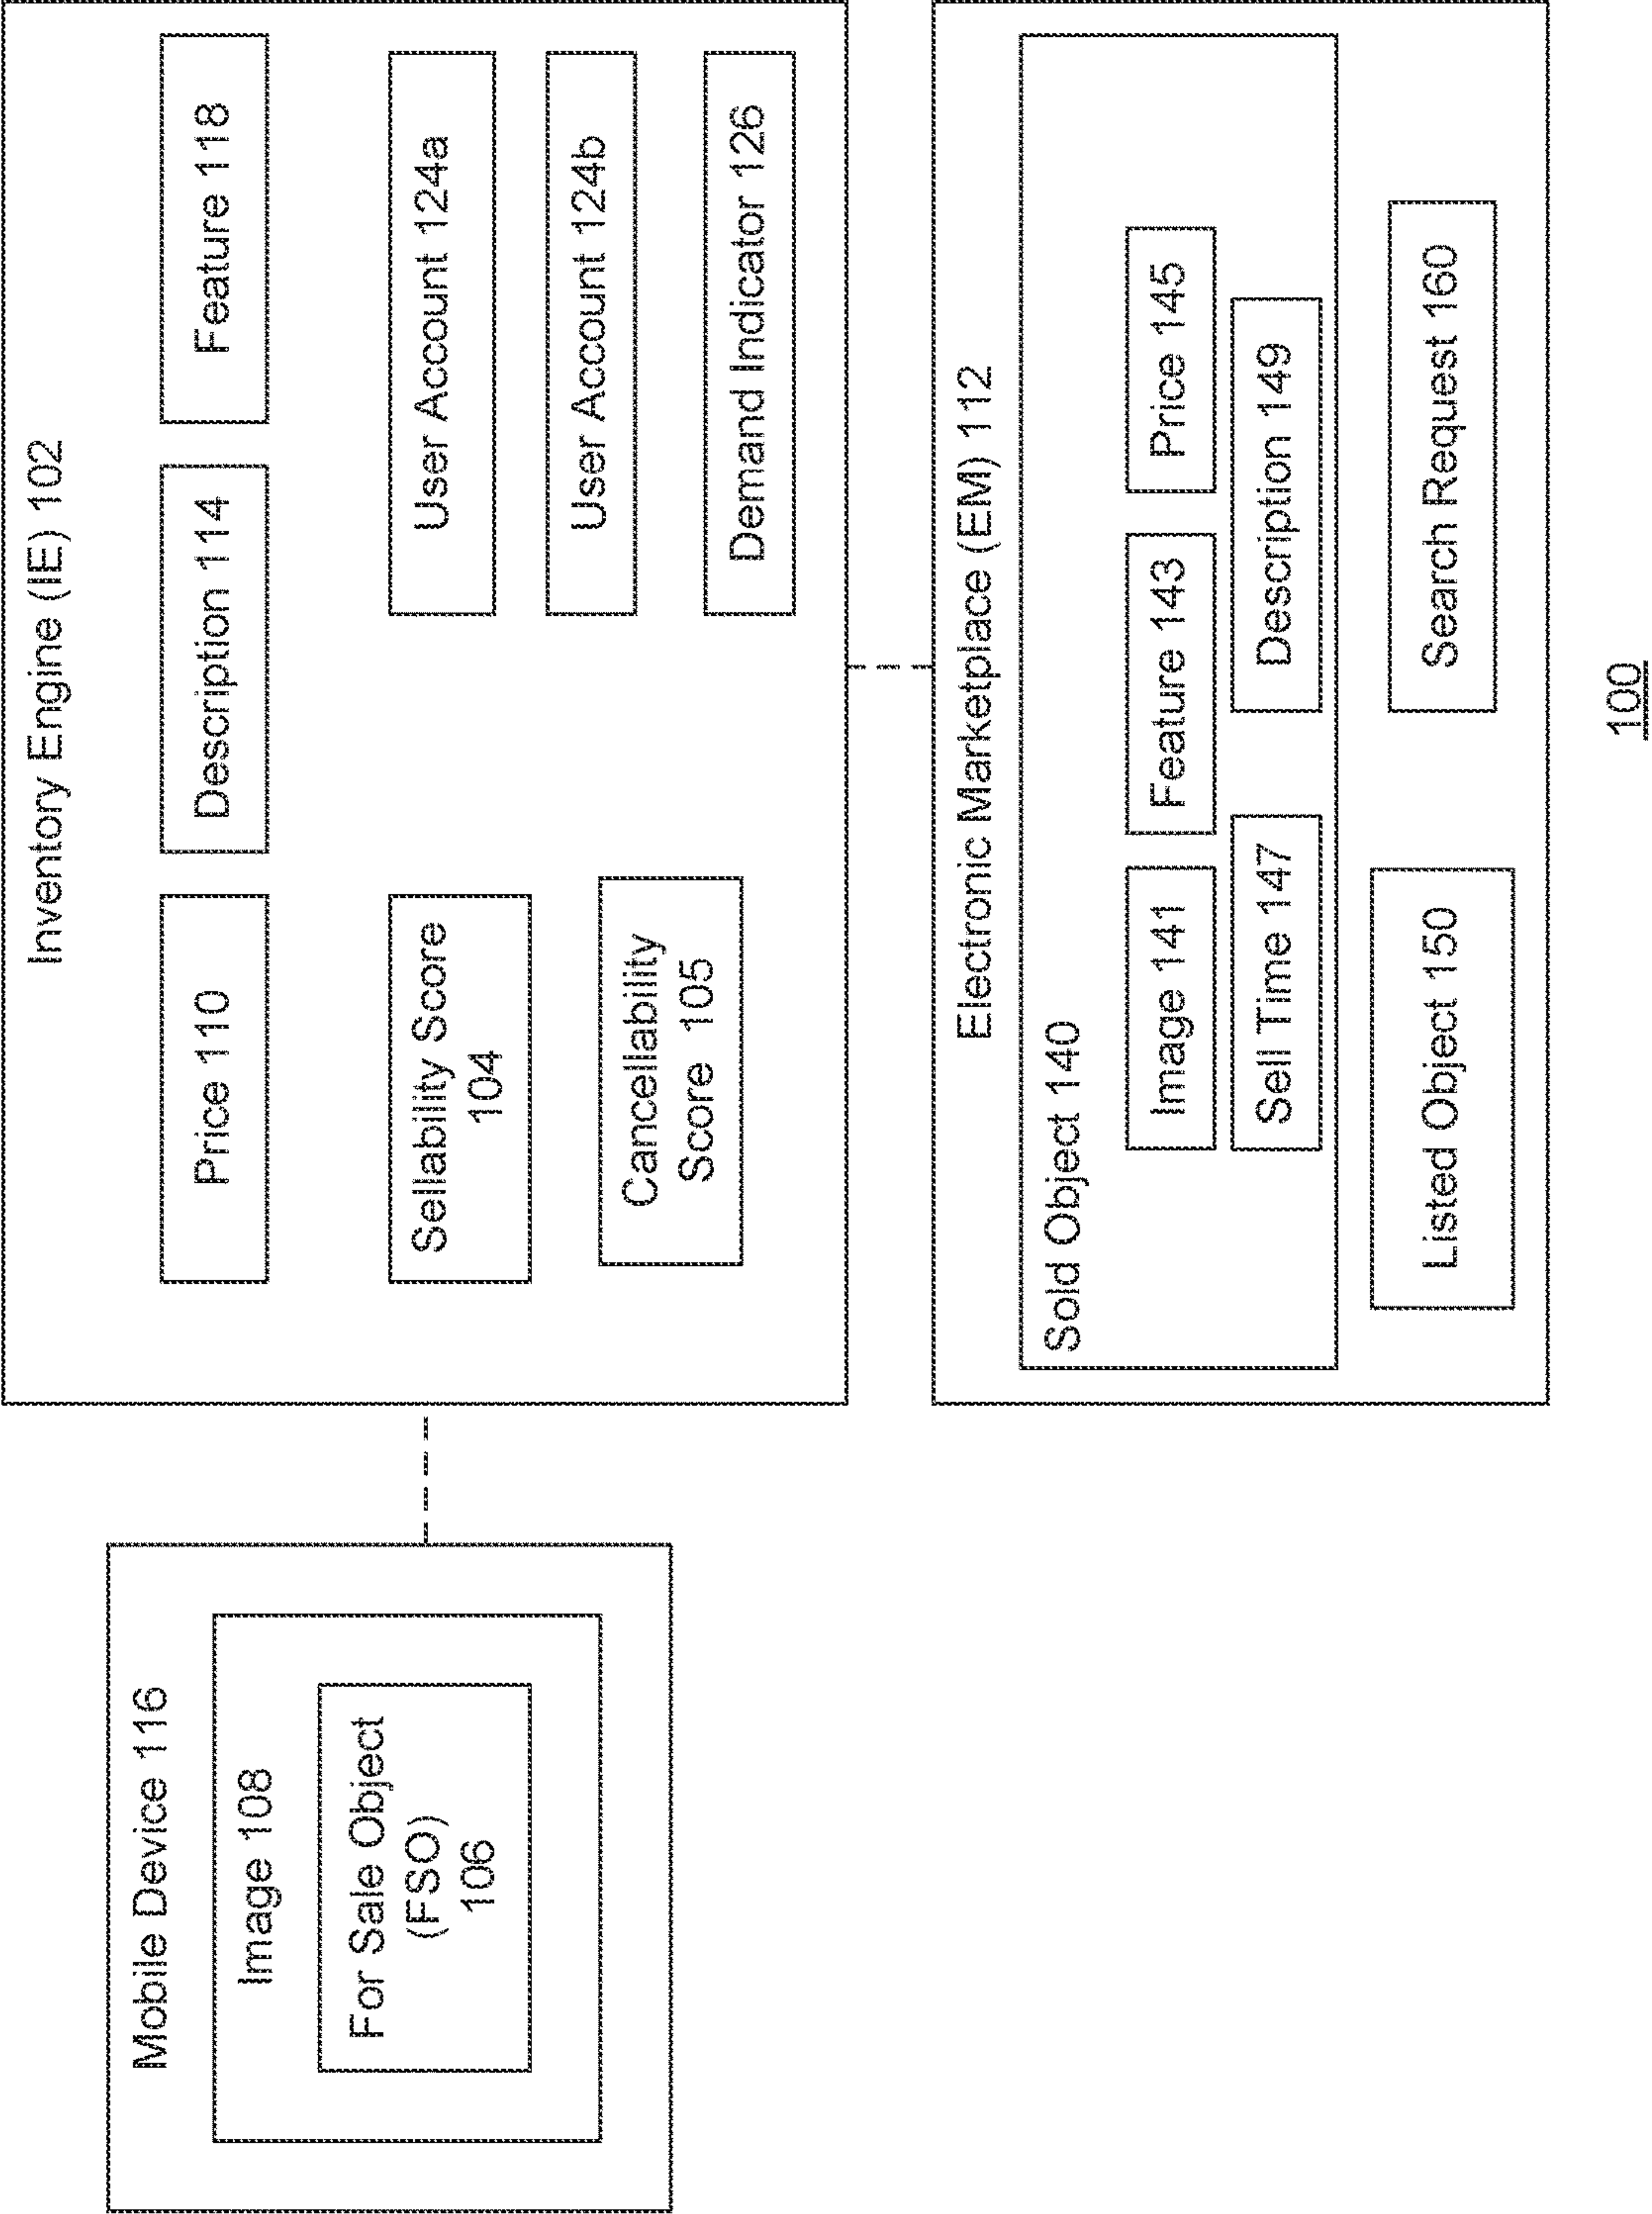 Mobile Device 116
Image 108
For Sale Object
(FSO)
106
Inventory Engine (IE) 102
Price 110
Description 114
Feature 118
Sellability Score
104
Cancellability
Score 105
User Account 124a
User Account 124b
Demand Indicator 126
Electronic Marketplace (EM) 112
Sold Object 140
Image 141
Feature 143
Price 145
Sell Time 147
Description 149
Listed Object 150
Search Request 160
100